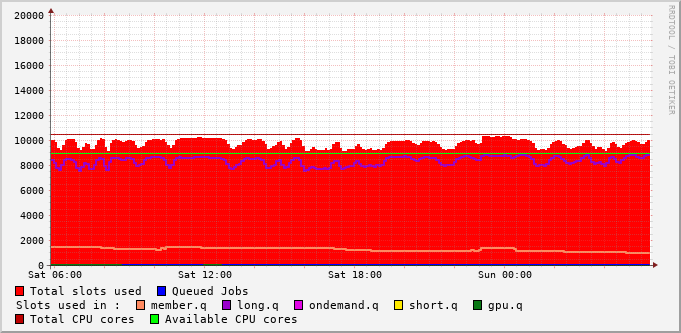 20000
18000
16000
14000
12000
10000
8000
6000
4000
2000
0
Sat 06:00 Sat 12:00 Sat 18:00 Sun 00:00
RRDTOOL / TOBI OETIKER
Total slots used Queued Jobs
Slots used in : member.q long.q ondemand.q short.q gpu.q
Total CPU cores Available CPU cores